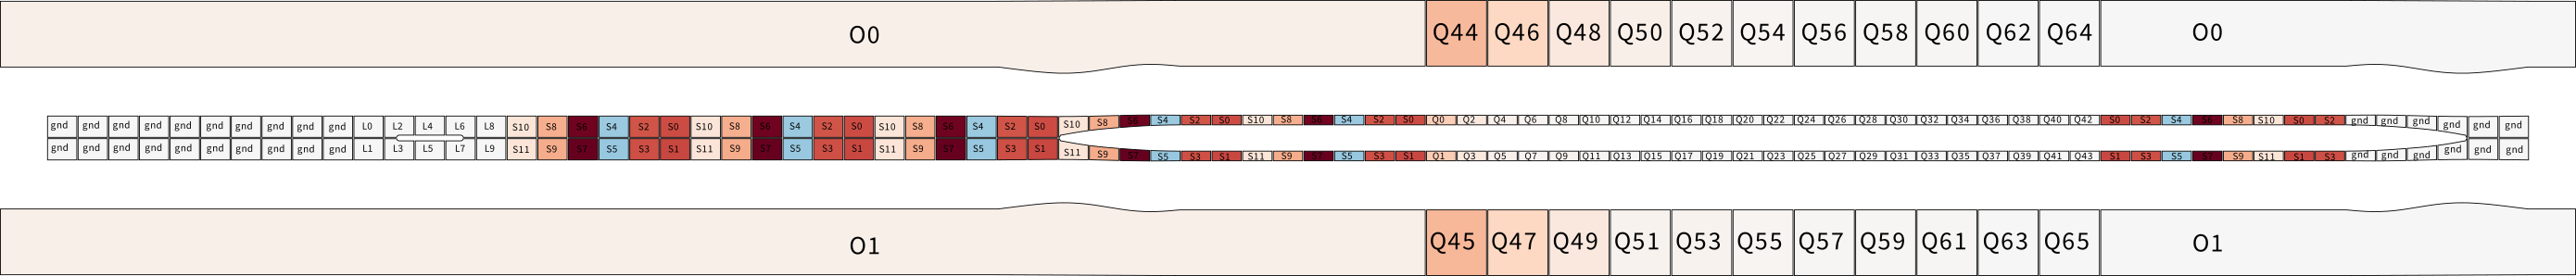 O0 Q44 Q46 Q48 Q50 Q52 Q54 Q56 Q58 Q60 Q62 Q64 O0
gnd gnd gnd gnd gnd gnd gnd gnd gnd gnd L0 L2 L4 L6 L8 S10 S8 S6 S4 S2 S0 S10 S8 S6 S4 S2 S0 S10 S8 S6 S4 S2 S0 S10 S8 S6 S4 S2 S0 S10 S8 S6 S4 S2 S0 Q0 Q2 Q4 Q6 Q8 Q10 Q12 Q14 Q16 Q18 Q20 Q22 Q24 Q26 Q28 Q30 Q32 Q34 Q36 Q38 Q40 Q42 S0 S2 S4 S6 S8 S10 S0 S2 gnd gnd gnd gnd gnd gnd
gnd gnd gnd gnd gnd gnd gnd gnd gnd gnd L1 L3 L5 L7 L9 S11 S9 S7 S5 S3 S1 S11 S9 S7 S5 S3 S1 S11 S9 S7 S5 S3 S1 S11 S9 S7 S5 S3 S1 S11 S9 S7 S5 S3 S1 Q1 Q3 Q5 Q7 Q9 Q11 Q13 Q15 Q17 Q19 Q21 Q23 Q25 Q27 Q29 Q31 Q33 Q35 Q37 Q39 Q41 Q43 S1 S3 S5 S7 S9 S11 S1 S3 gnd gnd gnd gnd gnd gnd
O1 Q45 Q47 Q49 Q51 Q53 Q55 Q57 Q59 Q61 Q63 Q65 O1